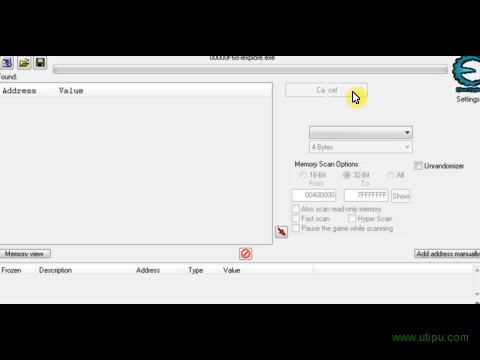 00000F68-iexplore.exe
Found:
Address Value
Cancel
Settings
4 Bytes
Memory Scan Options
Unrandomizer
16-Bit 32-Bit All
From To
00400000 7FFFFFFF Show
Also scan read-only memory
Fast scan Hyper Scan
Pause the game while scanning
Memory view
Add address manually
Frozen Description Address Type Value
www.utipu.com